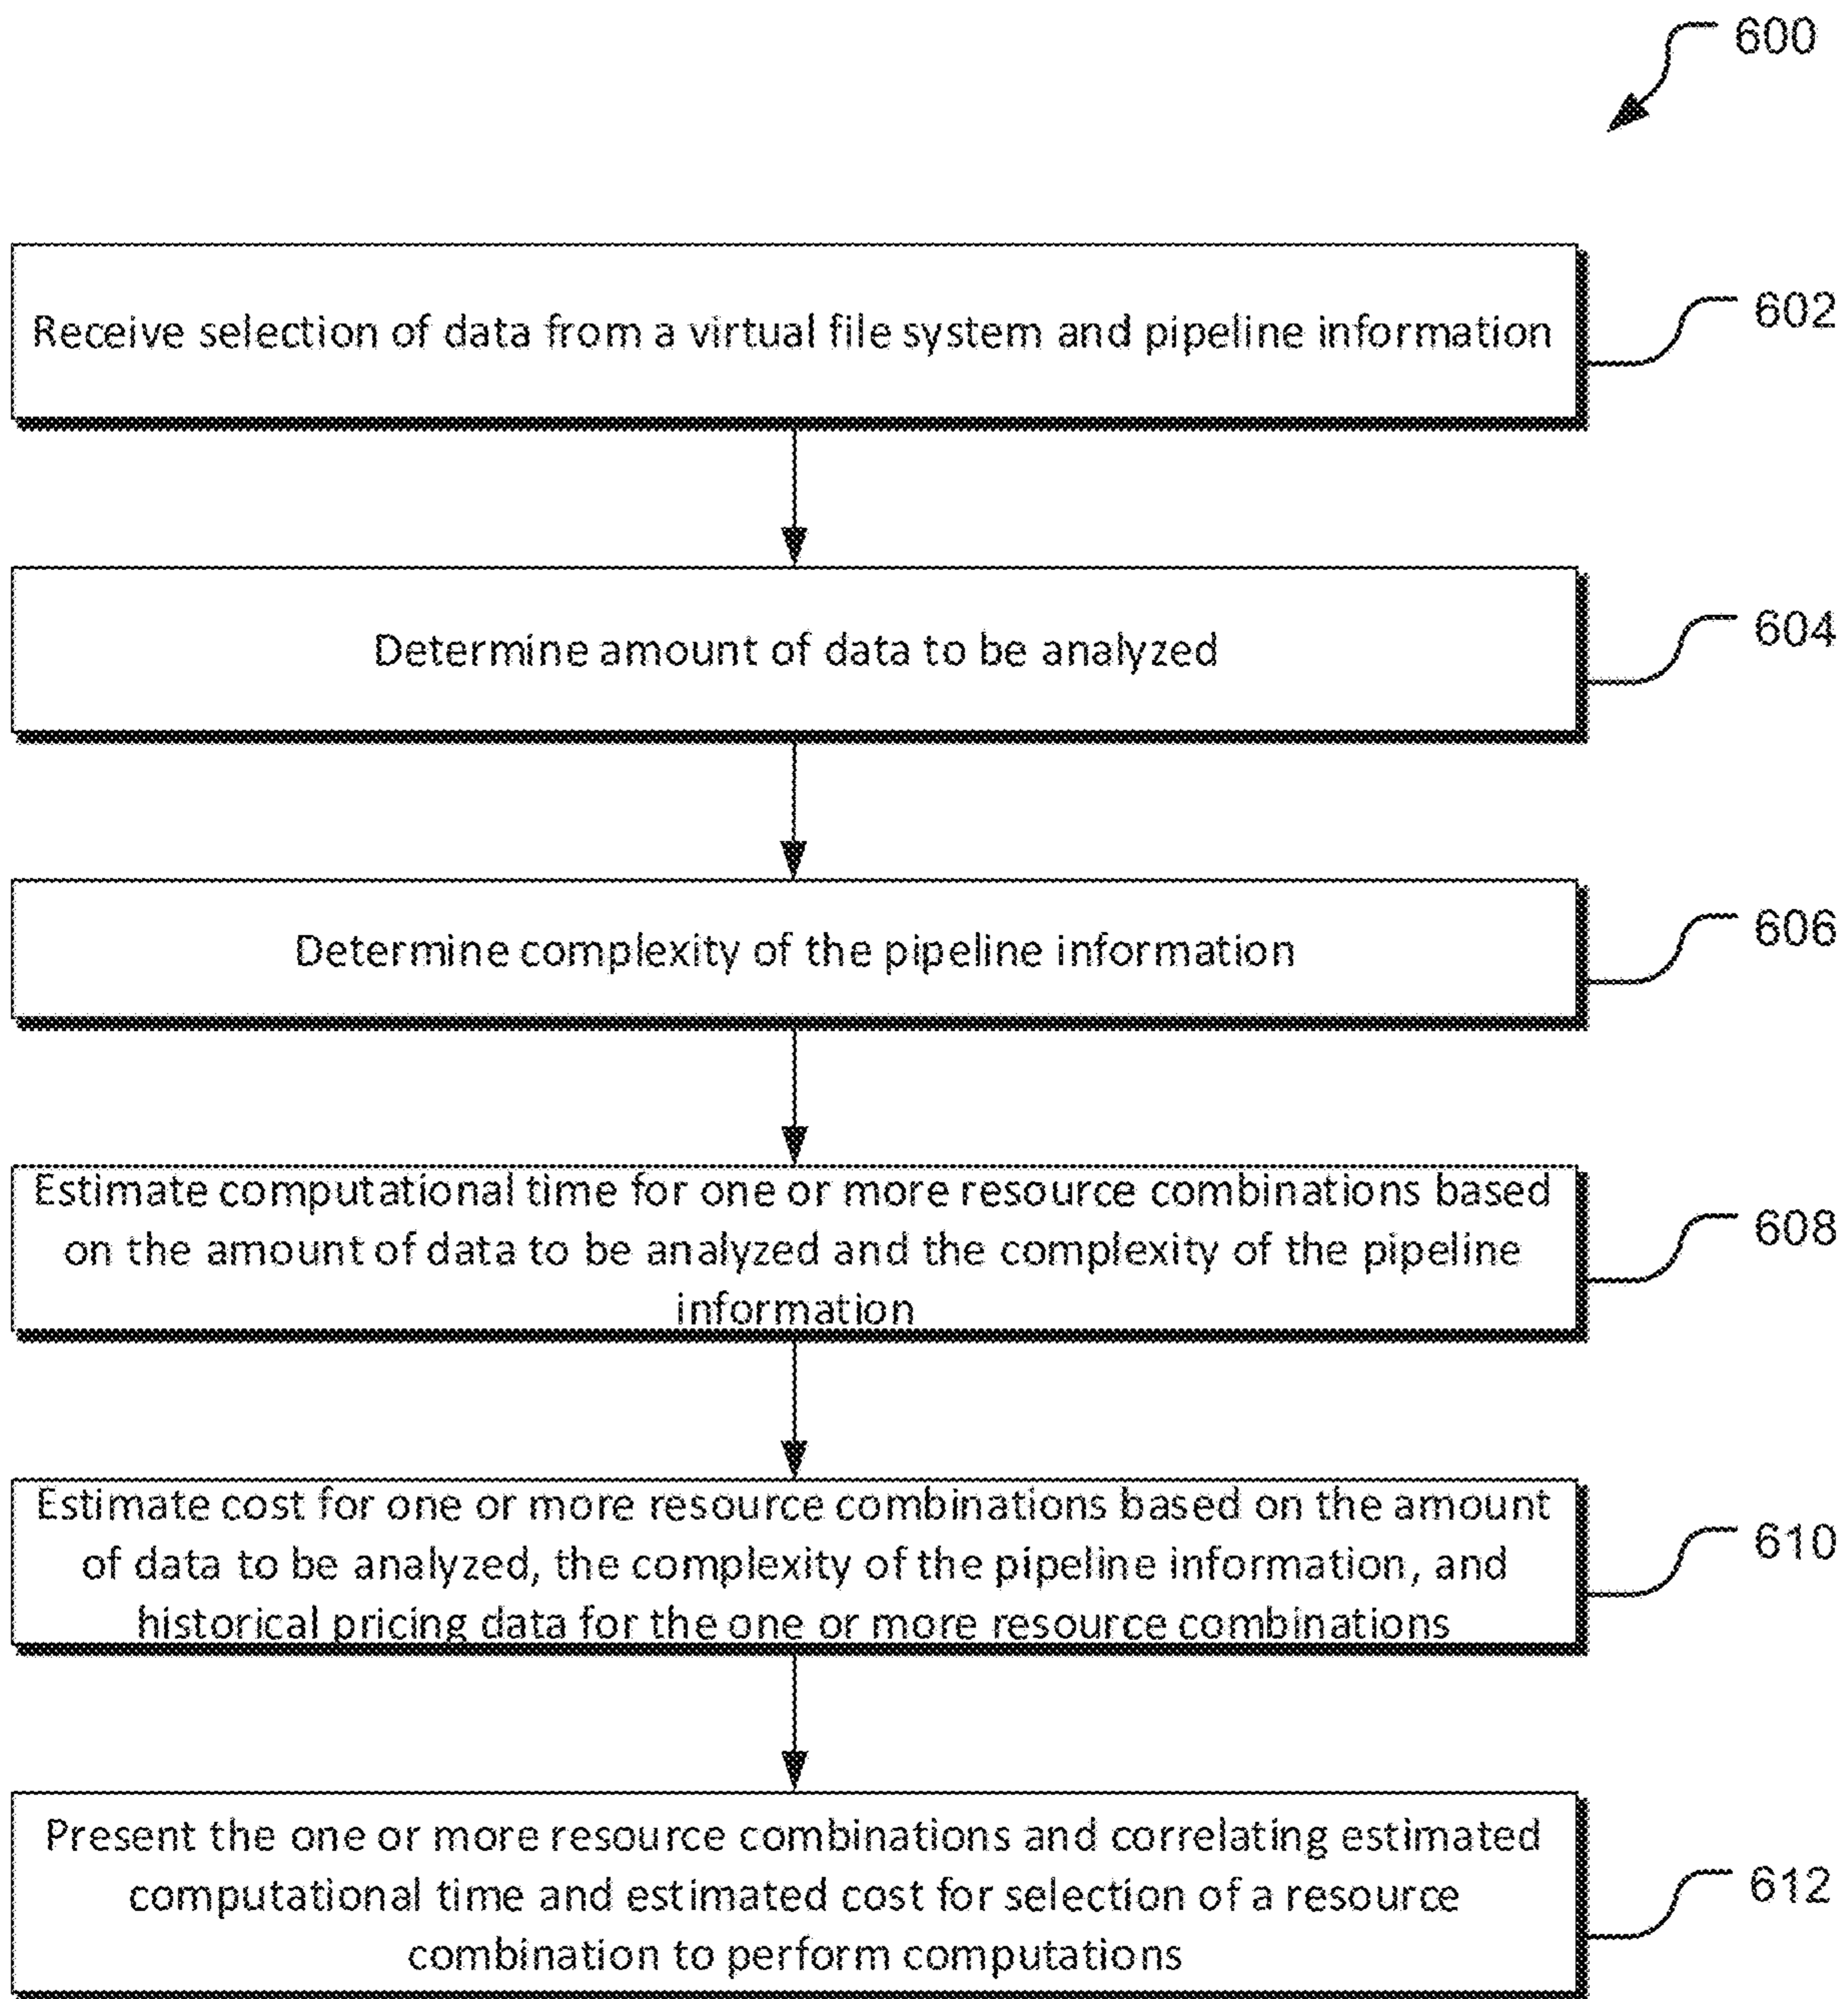 600
Receive selection of data from a virtual file system and pipeline information
602
Determine amount of data to be analyzed
604
Determine complexity of the pipeline information
606
Estimate computational time for one or more resource combinations based
on the amount of data to be analyzed and the complexity of the pipeline
information
608
Estimate cost for one or more resource combinations based on the amount
of data to be analyzed, the complexity of the pipeline information, and
historical pricing data for the one or more resource combinations
610
Present the one or more resource combinations and correlating estimated
computational time and estimated cost for selection of a resource
combination to perform computations
612